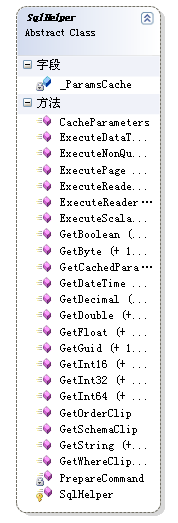 SqlHelper
Abstract Class
字段
_ParamsCache
方法
CacheParameters
ExecuteDataT...
ExecuteNonQu...
ExecutePage ...
ExecuteReade...
ExecuteReader ...
ExecuteScala...
GetBoolean (...
GetByte (+ 1...
GetCachedPara...
GetDateTime ...
GetDecimal (...
GetDouble (+ ...
GetFloat (+ ...
GetGuid (+ 1...
GetInt16 (+ ...
GetInt32 (+ ...
GetInt64 (+ ...
GetOrderClip
GetSchemaClip
GetString (+...
GetWhereClip...
PrepareCommand
SqlHelper